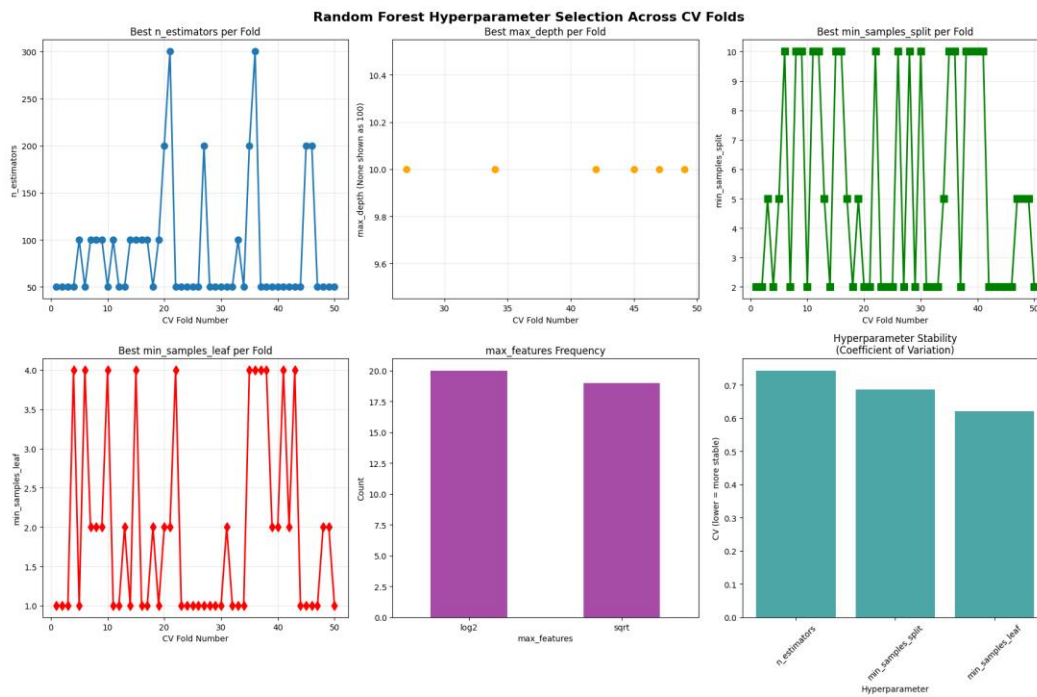 Random Forest Hyperparameter Selection Across CV Folds
Best n_estimators per Fold
300
250
200
150
100
50
n_estimators
0
10
20
30
40
50
CV Fold Number
Best max_depth per Fold
10.4
10.2
10.0
9.8
9.6
max_depth (None shown as 100)
30
35
40
45
50
CV Fold Number
Best min_samples_split per Fold
10
9
8
7
6
5
4
3
2
min_samples_split
0
10
20
30
40
50
CV Fold Number
Best min_samples_leaf per Fold
4.0
3.5
3.0
2.5
2.0
1.5
1.0
min_samples_leaf
0
10
20
30
40
50
CV Fold Number
max_features Frequency
20.0
17.5
15.0
12.5
10.0
7.5
5.0
2.5
0.0
Count
log2
sqrt
max_features
Hyperparameter Stability
(Coefficient of Variation)
0.7
0.6
0.5
0.4
0.3
0.2
0.1
0.0
CV (lower = more stable)
n_estimators
min_samples_split
min_samples_leaf
Hyperparameter